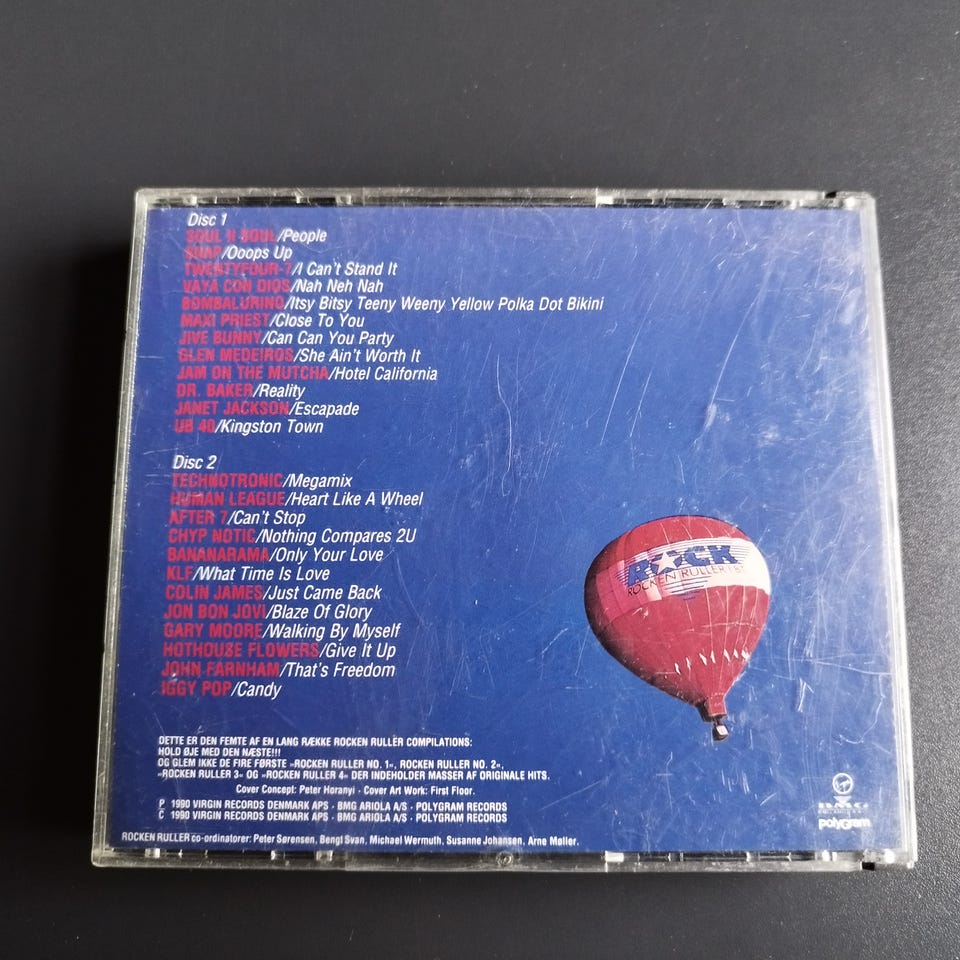 Disc 1
SOUL II SOUL/People
SNAP/Ooops Up
TWENTYFOUR-7/I Can't Stand It
VAYA CON DIOS/Nah Neh Nah
BOMBALURINO/Itsy Bitsy Teeny Weeny Yellow Polka Dot Bikini
MAXI PRIEST/Close To You
JIVE BUNNY/Can Can You Party
GLEN MEDEIROS/She Ain't Worth It
JAM ON THE MUTCHA/Hotel California
DR. BAKER/Reality
JANET JACKSON/Escapade
UB 40/Kingston Town
Disc 2
TECHNOTRONIC/Megamix
HUMAN LEAGUE/Heart Like A Wheel
AFTER 7/Can't Stop
CHYP NOTIC/Nothing Compares 2U
BANANARAMA/Only Your Love
KLF/What Time Is Love
COLIN JAMES/Just Came Back
JON BON JOVI/Blaze Of Glory
GARY MOORE/Walking By Myself
HOTHOUSE FLOWERS/Give It Up
JOHN FARNHAM/That's Freedom
IGGY POP/Candy
ROCK
ROCKEN RULLER
DETTE ER DEN FEMTE AF EN LANG RÆKKE ROCKEN RULLER COMPILATIONS:
HOLD ØJE MED DEN NÆSTE!!!
OG GLEM IKKE DE FIRE FØRSTE »ROCKEN RULLER NO. 1«, ROCKEN RULLER NO. 2«,
»ROCKEN RULLER 3« OG »ROCKEN RULLER 4« DER INDEHOLDER MASSER AF ORIGINALE HITS.
Cover Concept: Peter Horanyi · Cover Art Work: First Floor.
P 1990 VIRGIN RECORDS DENMARK APS · BMG ARIOLA A/S · POLYGRAM RECORDS
C 1990 VIRGIN RECORDS DENMARK APS · BMG ARIOLA A/S · POLYGRAM RECORDS
BMG
polyGram
ROCKEN RULLER co-ordinatorer: Peter Sørensen, Bengt Svan, Michael Wermuth, Susanne Johansen, Arne Møller.